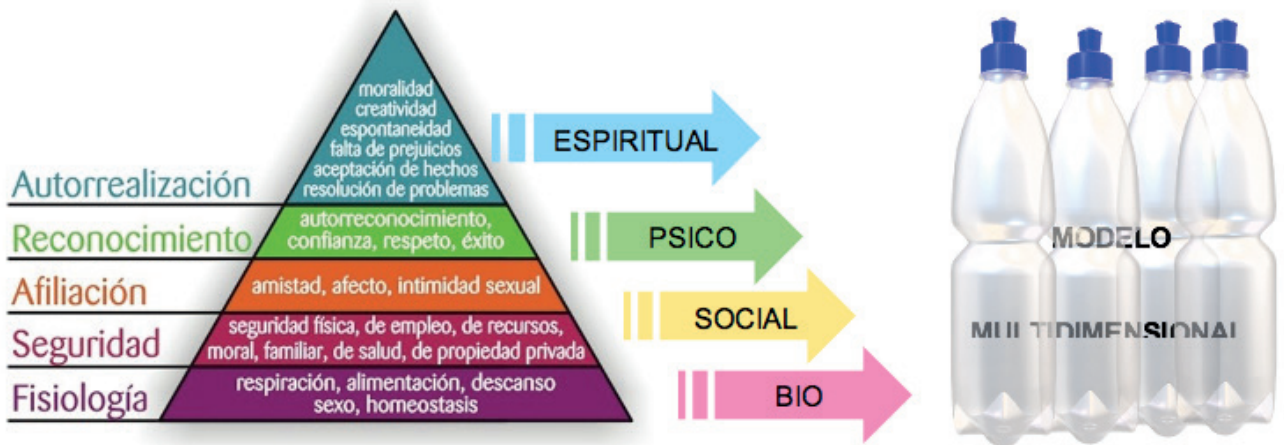 moralidad
creatividad
espontaneidad
falta de prejuicios
aceptación de hechos
resolución de problemas
Autorrealización
autorreconocimiento,
confianza, respeto, éxito
Reconocimiento
amistad, afecto, intimidad sexual
Afiliación
seguridad física, de empleo, de recursos,
moral, familiar, de salud, de propiedad privada
Seguridad
respiración, alimentación, descanso
sexo, homeostasis
Fisiología
ESPIRITUAL
PSICO
SOCIAL
BIO
MODELO
MULTIDIMENSIONAL